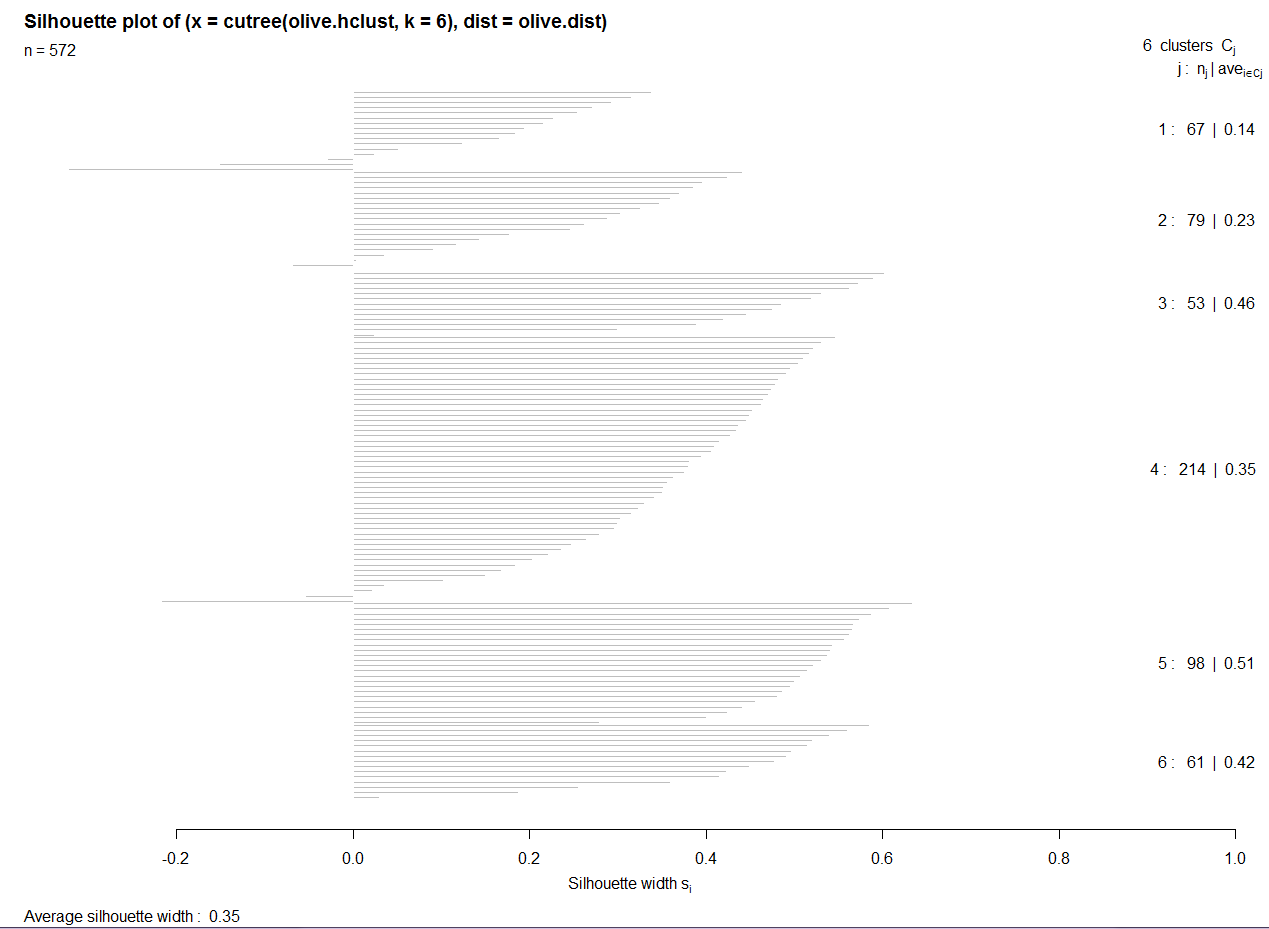 Silhouette plot of (x = cutree(olive.hclust, k = 6), dist = olive.dist)
n = 572
6 clusters Cj
j : nj | avei∈Cj
1 : 67 | 0.14
2 : 79 | 0.23
3 : 53 | 0.46
4 : 214 | 0.35
5 : 98 | 0.51
6 : 61 | 0.42
-0.2 0.0 0.2 0.4 0.6 0.8 1.0
Silhouette width si
Average silhouette width : 0.35